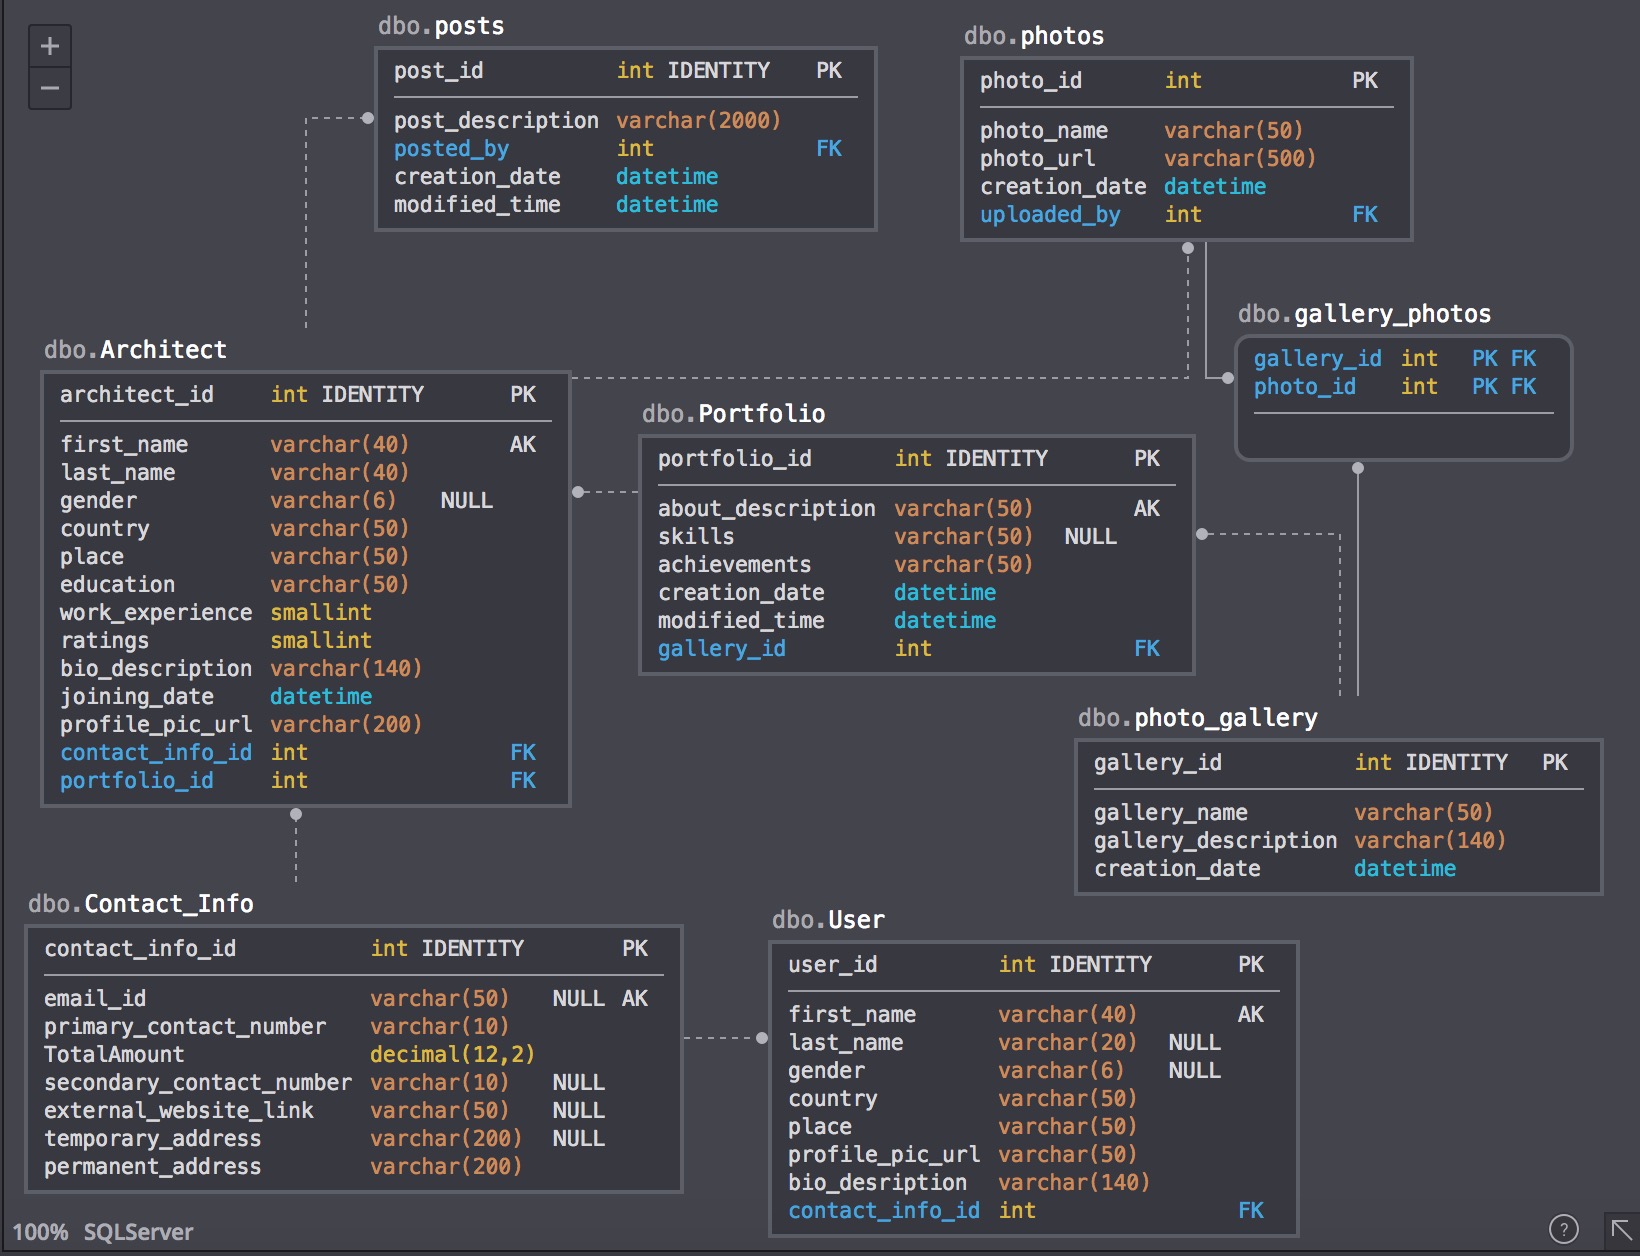 +
−
dbo.posts
post_id int IDENTITY PK
post_description varchar(2000)
posted_by int FK
creation_date datetime
modified_time datetime
dbo.photos
photo_id int PK
photo_name varchar(50)
photo_url varchar(500)
creation_date datetime
uploaded_by int FK
dbo.gallery_photos
gallery_id int PK FK
photo_id int PK FK
dbo.Architect
architect_id int IDENTITY PK
first_name varchar(40) AK
last_name varchar(40)
gender varchar(6) NULL
country varchar(50)
place varchar(50)
education varchar(50)
work_experience smallint
ratings smallint
bio_description varchar(140)
joining_date datetime
profile_pic_url varchar(200)
contact_info_id int FK
portfolio_id int FK
dbo.Portfolio
portfolio_id int IDENTITY PK
about_description varchar(50) AK
skills varchar(50) NULL
achievements varchar(50)
creation_date datetime
modified_time datetime
gallery_id int FK
dbo.photo_gallery
gallery_id int IDENTITY PK
gallery_name varchar(50)
gallery_description varchar(140)
creation_date datetime
dbo.Contact_Info
contact_info_id int IDENTITY PK
email_id varchar(50) NULL AK
primary_contact_number varchar(10)
TotalAmount decimal(12,2)
secondary_contact_number varchar(10) NULL
external_website_link varchar(50) NULL
temporary_address varchar(200) NULL
permanent_address varchar(200)
dbo.User
user_id int IDENTITY PK
first_name varchar(40) AK
last_name varchar(20) NULL
gender varchar(6) NULL
country varchar(50)
place varchar(50)
profile_pic_url varchar(50)
bio_desription varchar(140)
contact_info_id int FK
100% SQLServer
?